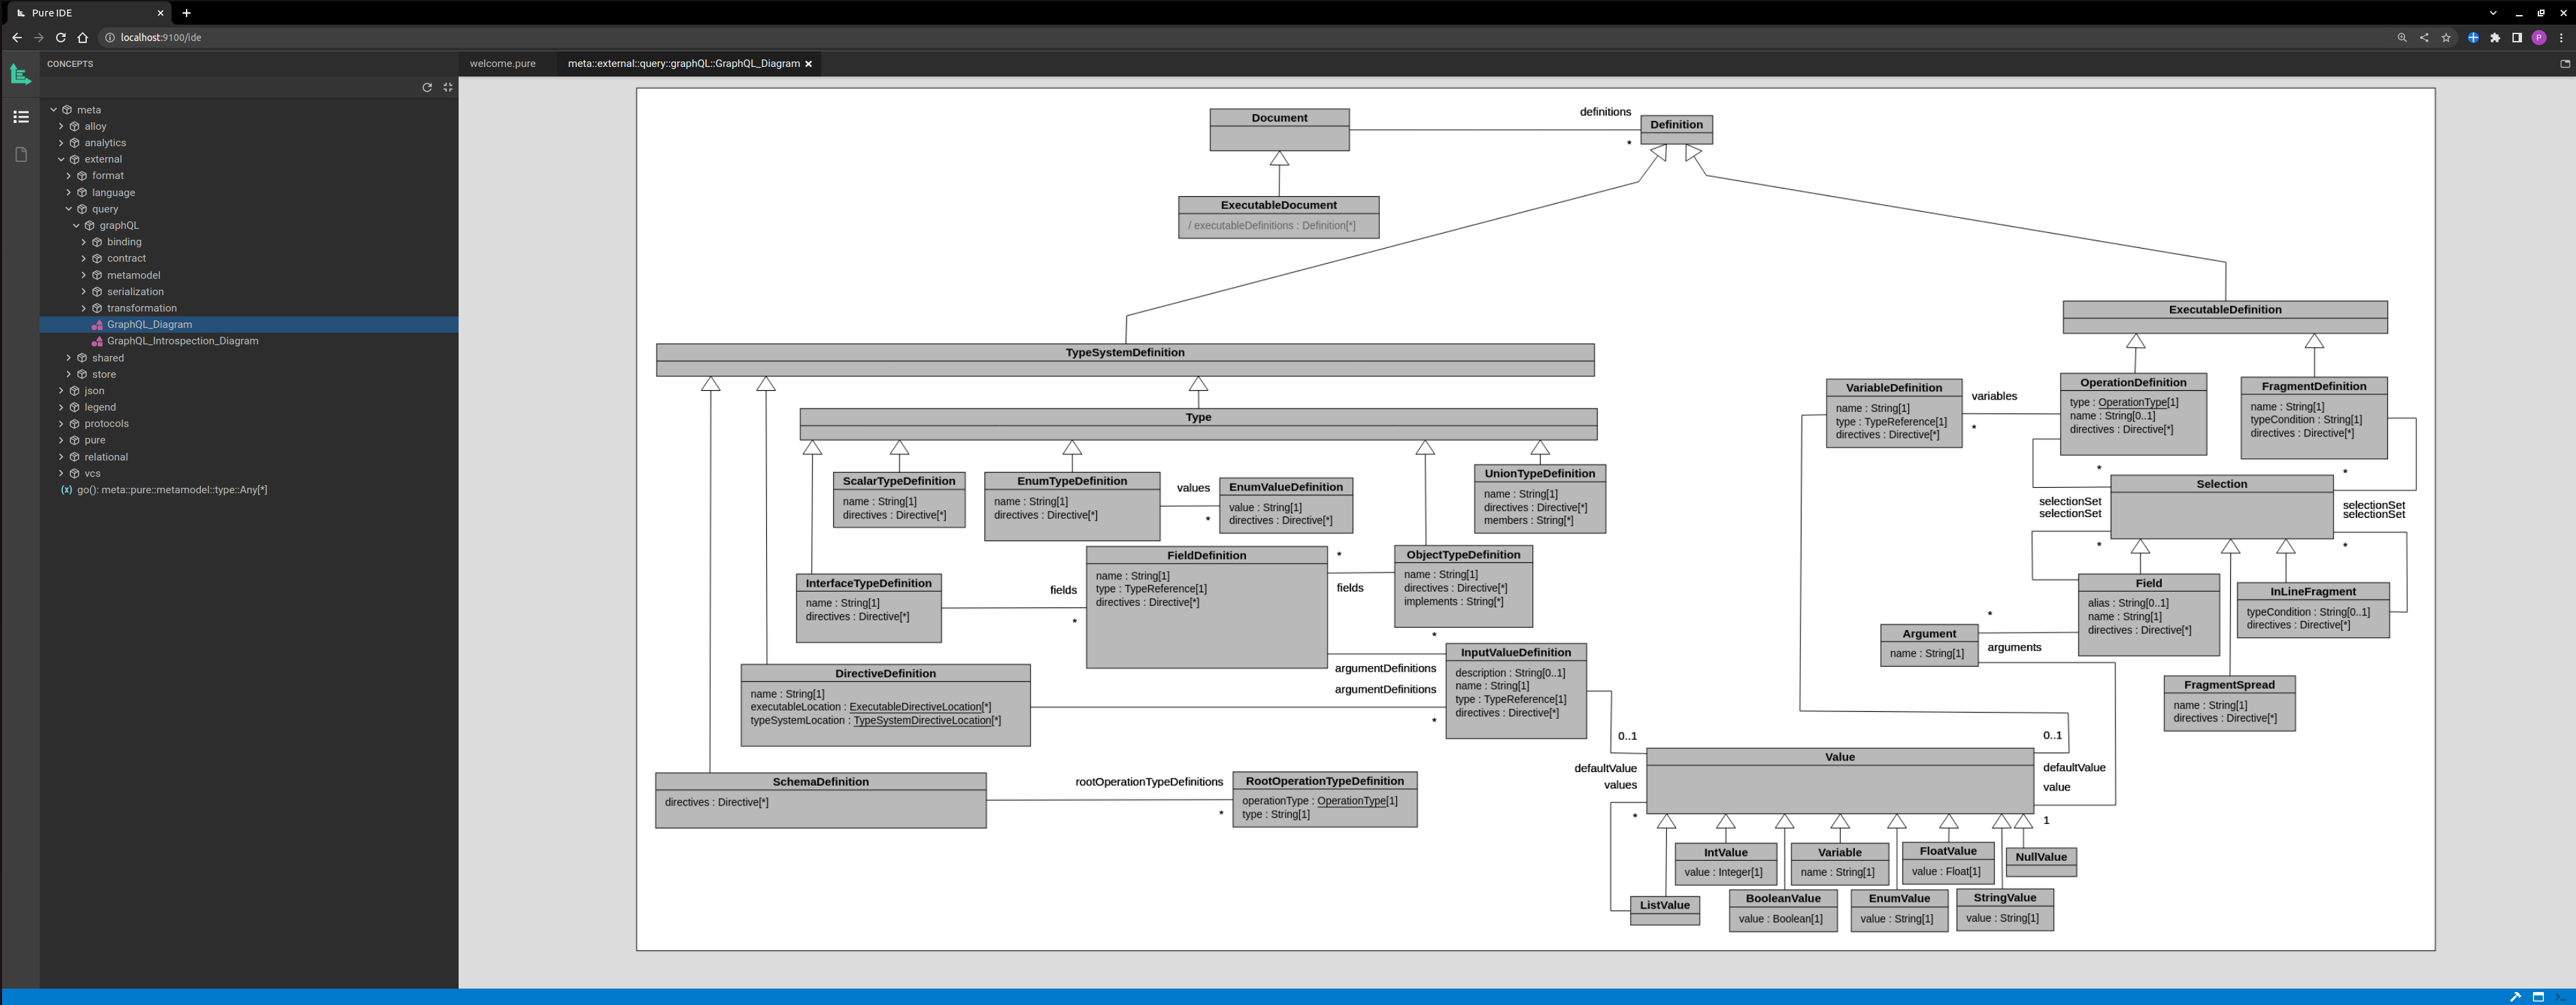 Pure IDE
localhost:9100/ide
P
CONCEPTS
welcome.pure
meta::external::query::graphQL::GraphQL_Diagram
meta
alloy
analytics
external
format
language
query
graphQL
binding
contract
metamodel
serialization
transformation
GraphQL_Diagram
GraphQL_Introspection_Diagram
shared
store
json
legend
protocols
pure
relational
vcs
(x) go(): meta::pure::metamodel::type::Any[*]
Document
definitions
*
Definition
ExecutableDocument
/ executableDefinitions : Definition[*]
ExecutableDefinition
TypeSystemDefinition
Type
VariableDefinition
name : String[1]
type : TypeReference[1]
directives : Directive[*]
variables
*
OperationDefinition
type : OperationType[1]
name : String[0..1]
directives : Directive[*]
FragmentDefinition
name : String[1]
typeCondition : String[1]
directives : Directive[*]
ScalarTypeDefinition
name : String[1]
directives : Directive[*]
EnumTypeDefinition
name : String[1]
directives : Directive[*]
values
*
EnumValueDefinition
value : String[1]
directives : Directive[*]
UnionTypeDefinition
name : String[1]
directives : Directive[*]
members : String[*]
*
*
Selection
selectionSet
selectionSet
selectionSet
selectionSet
*
*
InterfaceTypeDefinition
name : String[1]
directives : Directive[*]
fields
*
FieldDefinition
name : String[1]
type : TypeReference[1]
directives : Directive[*]
*
fields
ObjectTypeDefinition
name : String[1]
directives : Directive[*]
implements : String[*]
Field
alias : String[0..1]
name : String[1]
directives : Directive[*]
InLineFragment
typeCondition : String[0..1]
directives : Directive[*]
Argument
name : String[1]
*
arguments
FragmentSpread
name : String[1]
directives : Directive[*]
DirectiveDefinition
name : String[1]
executableLocation : ExecutableDirectiveLocation[*]
typeSystemLocation : TypeSystemDirectiveLocation[*]
*
argumentDefinitions
argumentDefinitions
*
InputValueDefinition
description : String[0..1]
name : String[1]
type : TypeReference[1]
directives : Directive[*]
0..1
defaultValue
values
*
Value
0..1
defaultValue
value
1
SchemaDefinition
directives : Directive[*]
rootOperationTypeDefinitions
*
RootOperationTypeDefinition
operationType : OperationType[1]
type : String[1]
IntValue
value : Integer[1]
Variable
name : String[1]
FloatValue
value : Float[1]
NullValue
ListValue
BooleanValue
value : Boolean[1]
EnumValue
value : String[1]
StringValue
value : String[1]